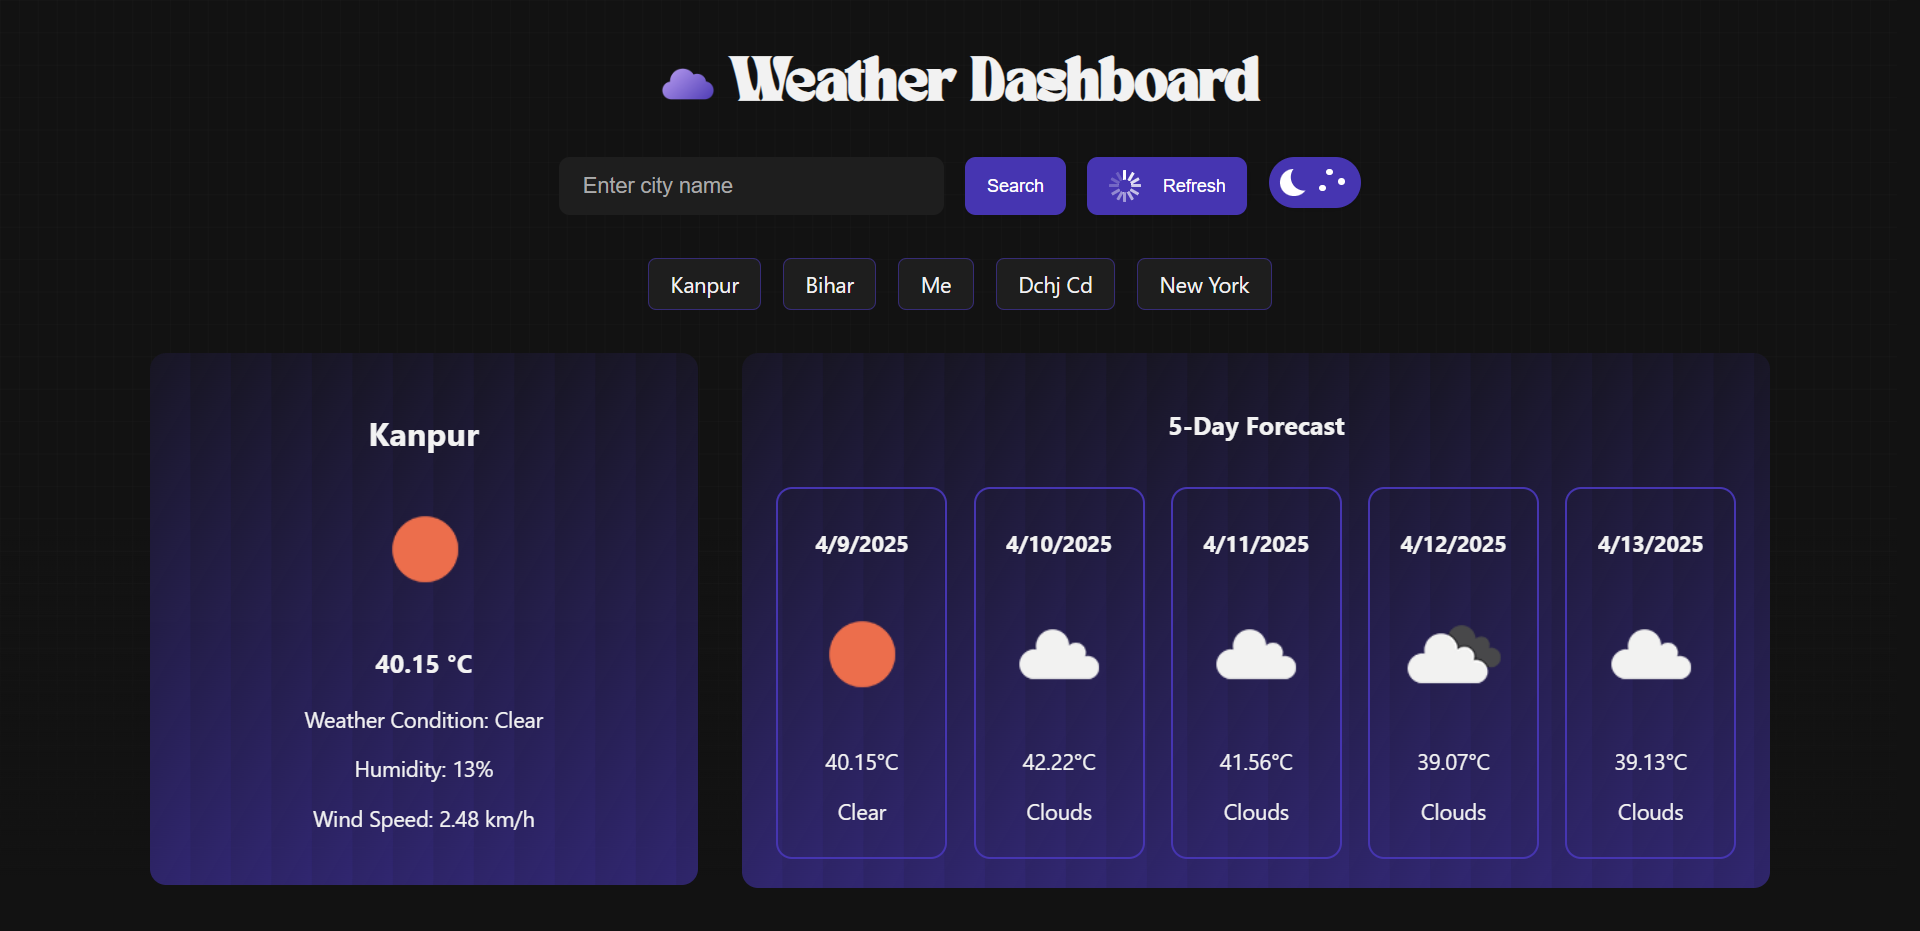 Weather Dashboard
Enter city name
Search
Refresh
Kanpur
Bihar
Me
Dchj Cd
New York
Kanpur
40.15 °C
Weather Condition: Clear
Humidity: 13%
Wind Speed: 2.48 km/h
5-Day Forecast
4/9/2025
40.15°C
Clear
4/10/2025
42.22°C
Clouds
4/11/2025
41.56°C
Clouds
4/12/2025
39.07°C
Clouds
4/13/2025
39.13°C
Clouds